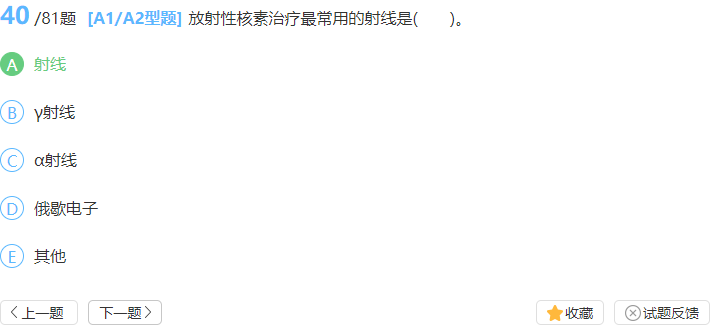 40 /81题 [A1/A2型题] 放射性核素治疗最常用的射线是( )。
A 射线
B γ射线
C α射线
D 俄歇电子
E 其他
上一题 下一题 收藏 试题反馈